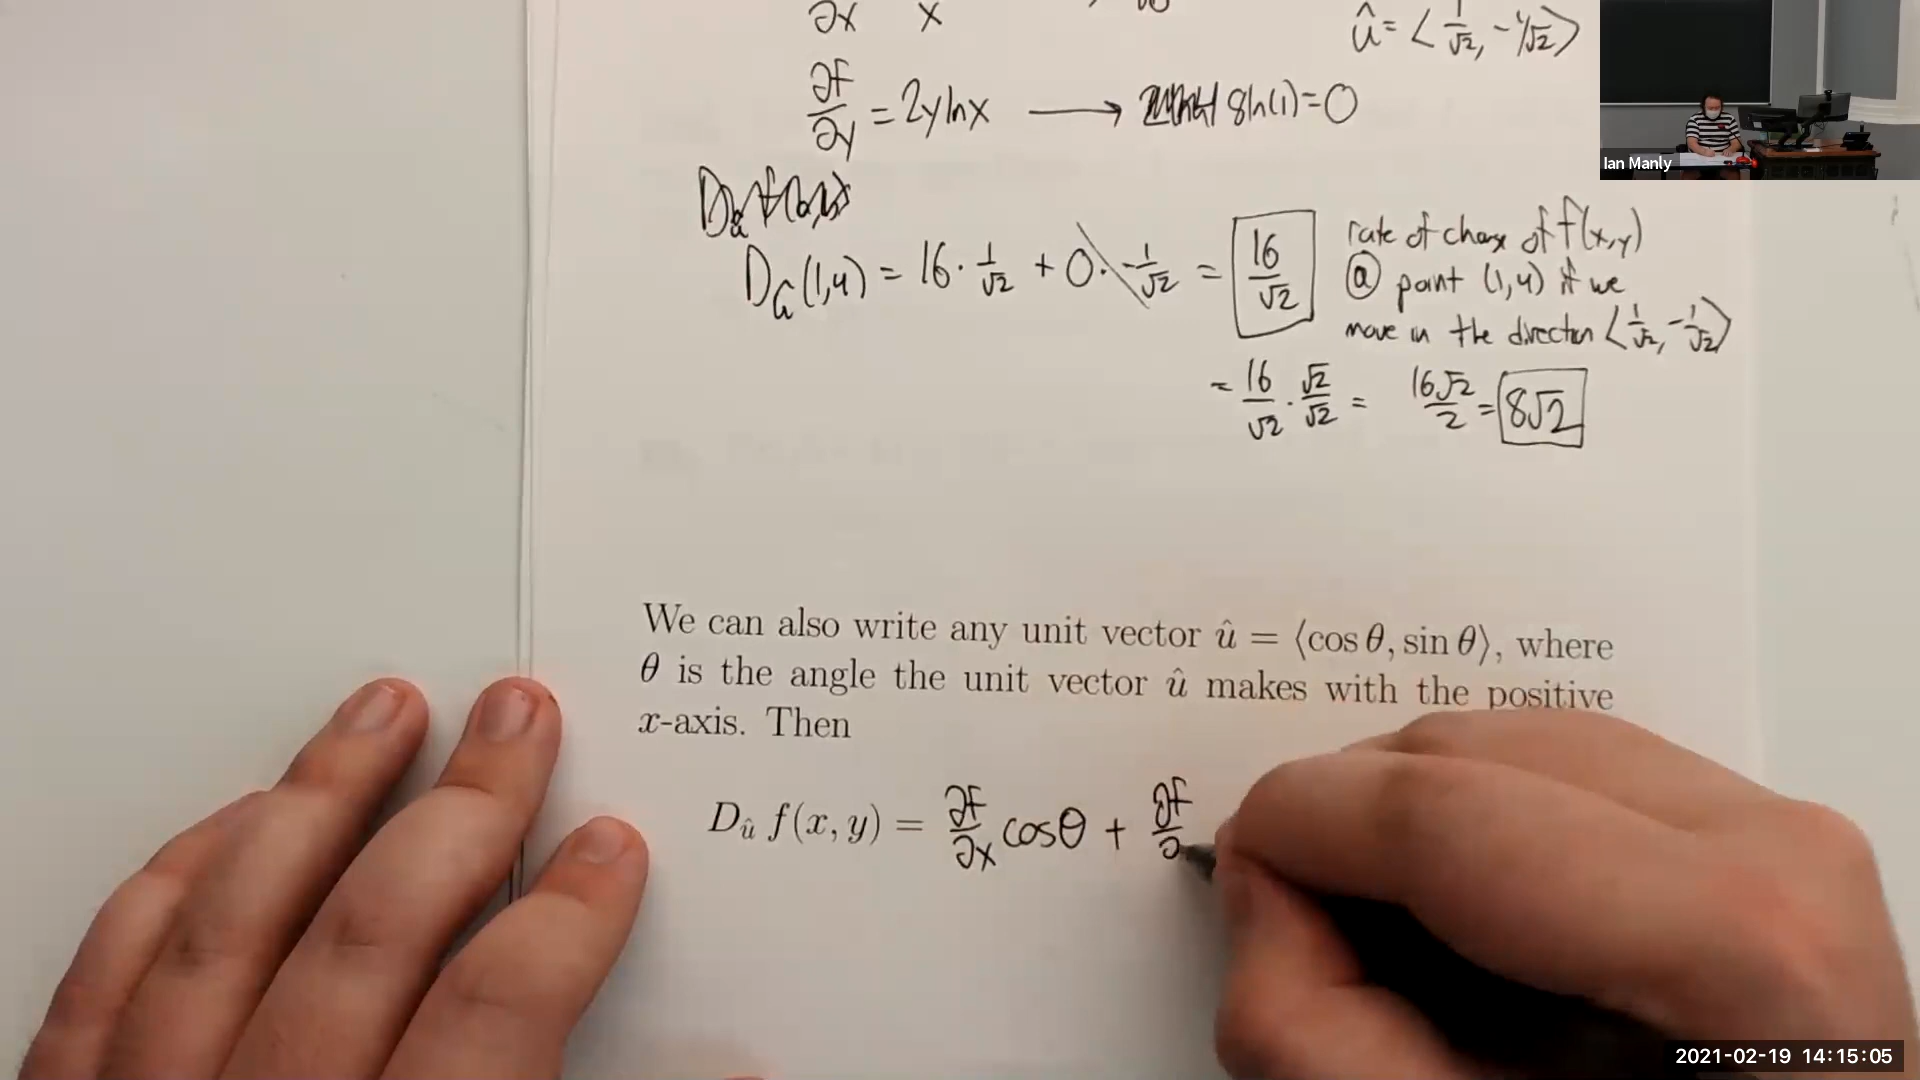 ∂x x
û = ⟨1/√2, -1/√2⟩
∂f/∂y = 2y ln x ⟶ 8 ln(1) = 0
Ian Manly
D_û(1,4) = 16 · 1/√2 + 0 · -1/√2 = 16/√2
rate of change of f(x,y)
@ point (1,4) if we
move in the direction ⟨1/√2, -1/√2⟩
= 16/√2 · √2/√2 = 16√2/2 = 8√2
We can also write any unit vector û = ⟨cos θ, sin θ⟩, where
θ is the angle the unit vector û makes with the positive
x-axis. Then
D_û f(x, y) = ∂f/∂x cosθ + ∂f/∂
2021-02-19 14:15:05